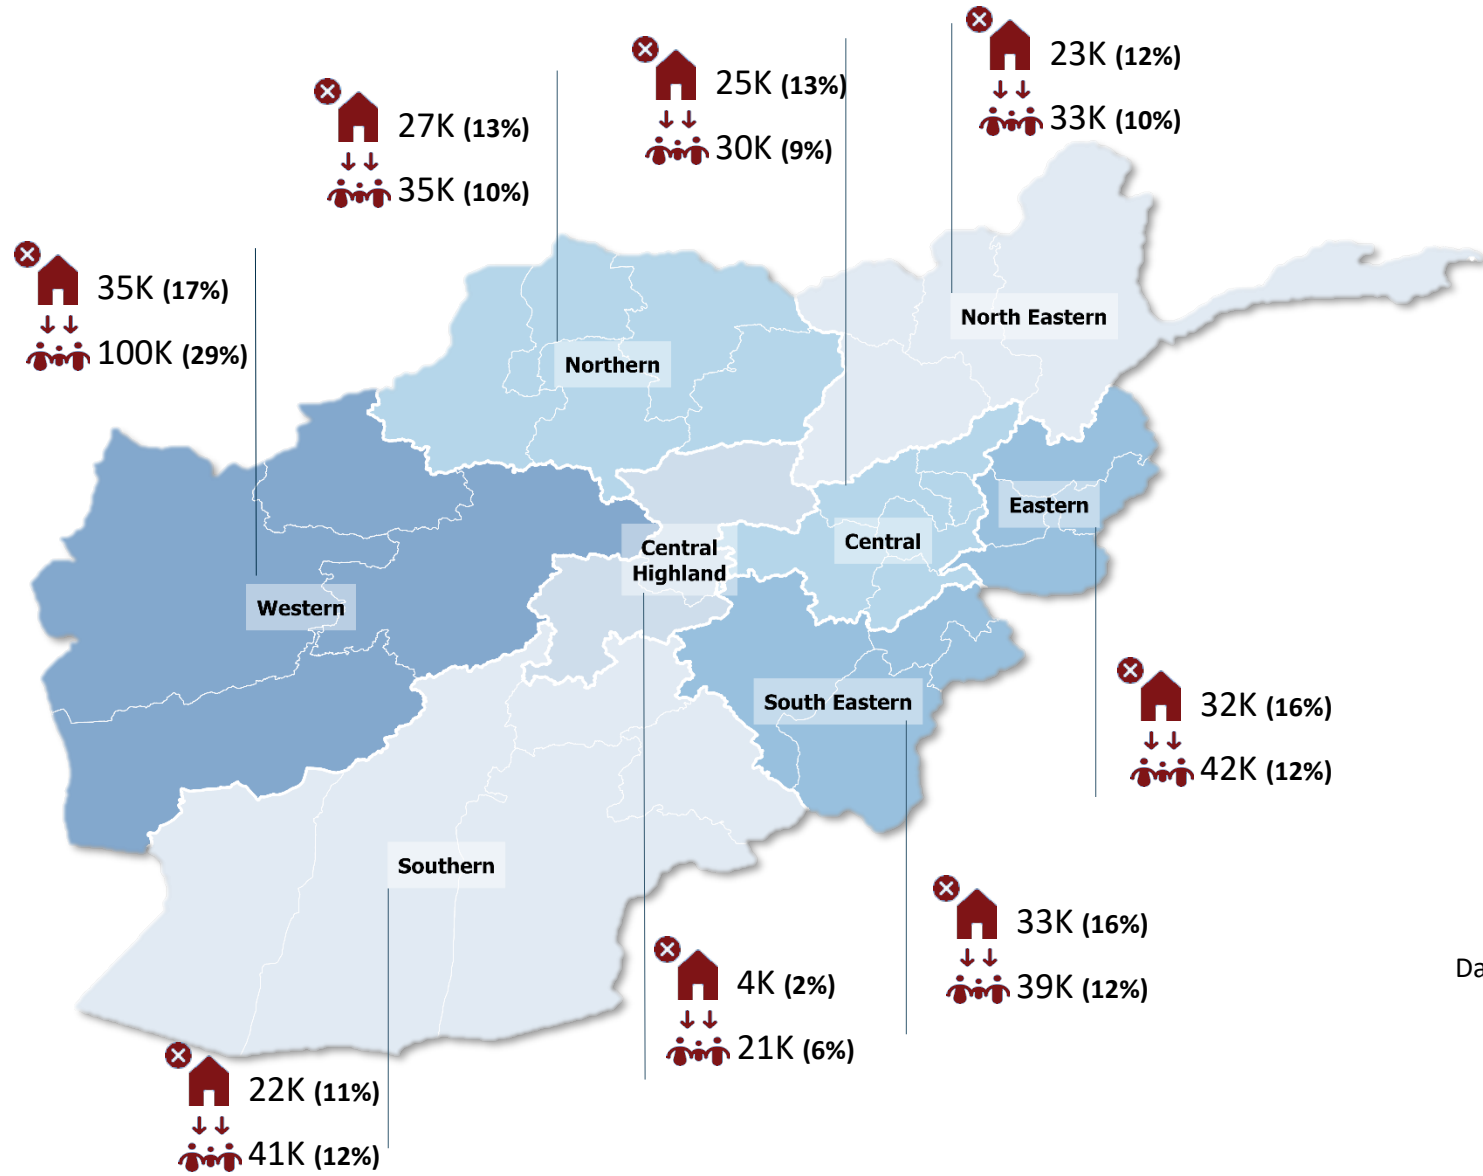 23K (12%)
33K (10%)
25K (13%)
30K (9%)
27K (13%)
35K (10%)
35K (17%)
100K (29%)
North Eastern
Northern
Eastern
Central
Central
Highland
Western
South Eastern
32K (16%)
42K (12%)
Southern
33K (16%)
39K (12%)
Da
4K (2%)
21K (6%)
22K (11%)
41K (12%)